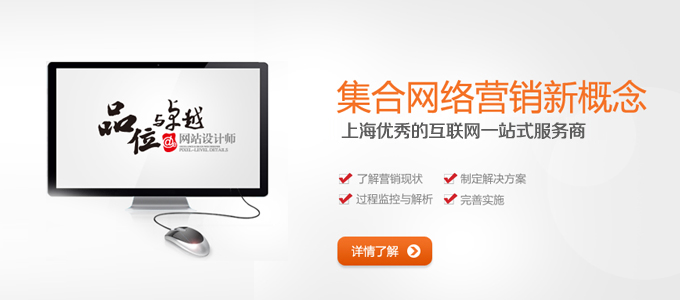 集合网络营销新概念
上海优秀的互联网一站式服务商
品位与卓越
@网站设计师
PIXEL-LEVEL DETAILS
了解营销现状 制定解决方案
过程监控与解析 完善实施
详情了解